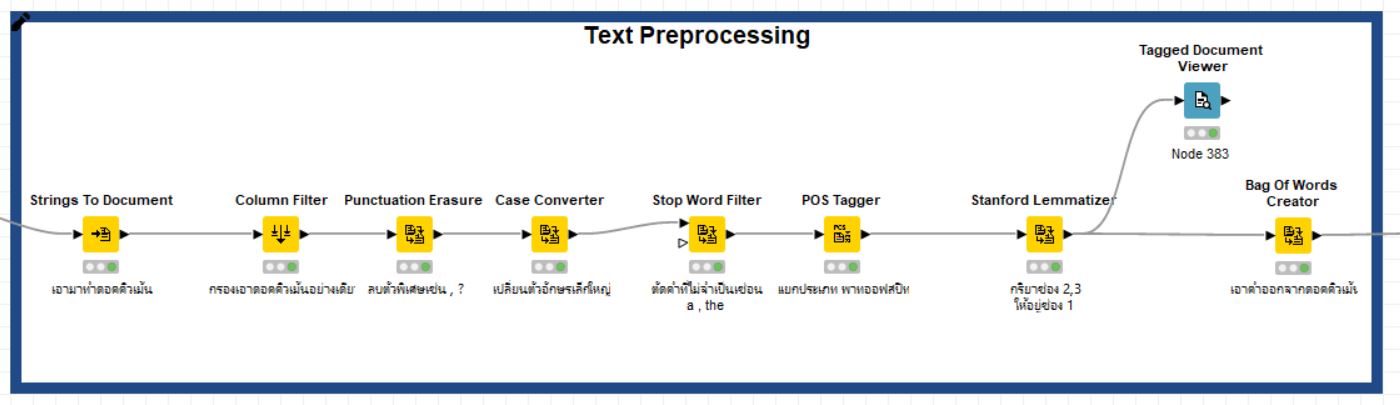 Text Preprocessing
Tagged Document
Viewer
Node 383
Strings To Document
Column Filter
Punctuation Erasure
Case Converter
Stop Word Filter
POS Tagger
Stanford Lemmatizer
Bag Of Words
Creator
เอามาทำดอคคิวเม้น
กรองเอาดอคคิวเม้นอย่างเดีย
ลบตัวพิเศษเช่น , ?
เปลี่ยนตัวอักษรเล็กใหญ่
ตัดคำที่ไม่จำเป็นเช่อน
a , the
แยกประเภท พาทออฟสปีท
กริยาช่อง 2,3
ให้อยู่ช่อง 1
เอาคำออกจากดอคคิวเม้น